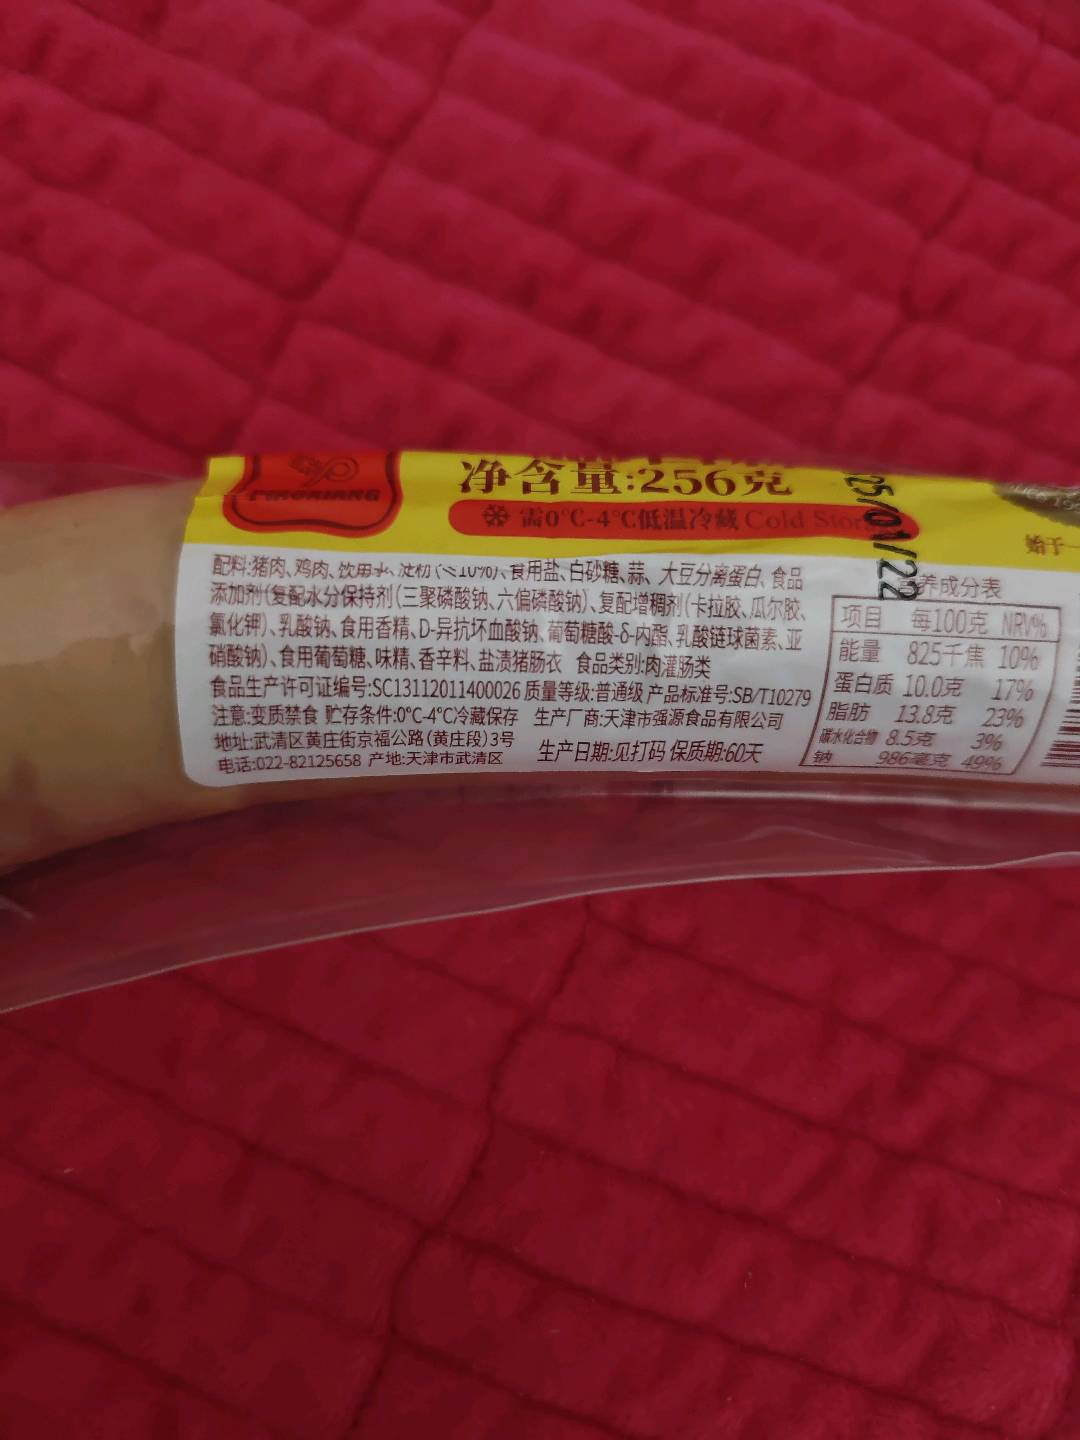 净含量:256克
需0°C-4°C低温冷藏 Cold
25/01/22
始于一
配料:猪肉、鸡肉、饮用水、淀粉(≤10%)、食用盐、白砂糖、蒜、大豆分离蛋白、食品
添加剂(复配水分保持剂(三聚磷酸钠、六偏磷酸钠)、复配增稠剂(卡拉胶、瓜尔胶、
氯化钾)、乳酸钠、食用香精、D-异抗坏血酸钠、葡萄糖酸-δ-内酯、乳酸链球菌素、亚
硝酸钠)、食用葡萄糖、味精、香辛料、盐渍猪肠衣 食品类别:肉灌肠类
食品生产许可证编号:SC13112011400026 质量等级:普通级 产品标准号:SB/T10279
注意:变质禁食 贮存条件:0°C-4°C冷藏保存 生产厂商:天津市强源食品有限公司
地址:武清区黄庄街京福公路(黄庄段)3号
电话:022-82125658 产地:天津市武清区 生产日期:见打码 保质期:60天
养成分表
项目 每100克 NRV%
能量 825千焦 10%
蛋白质 10.0克 17%
脂肪 13.8克 23%
碳水化合物 8.5克 3%
钠 986毫克 49%